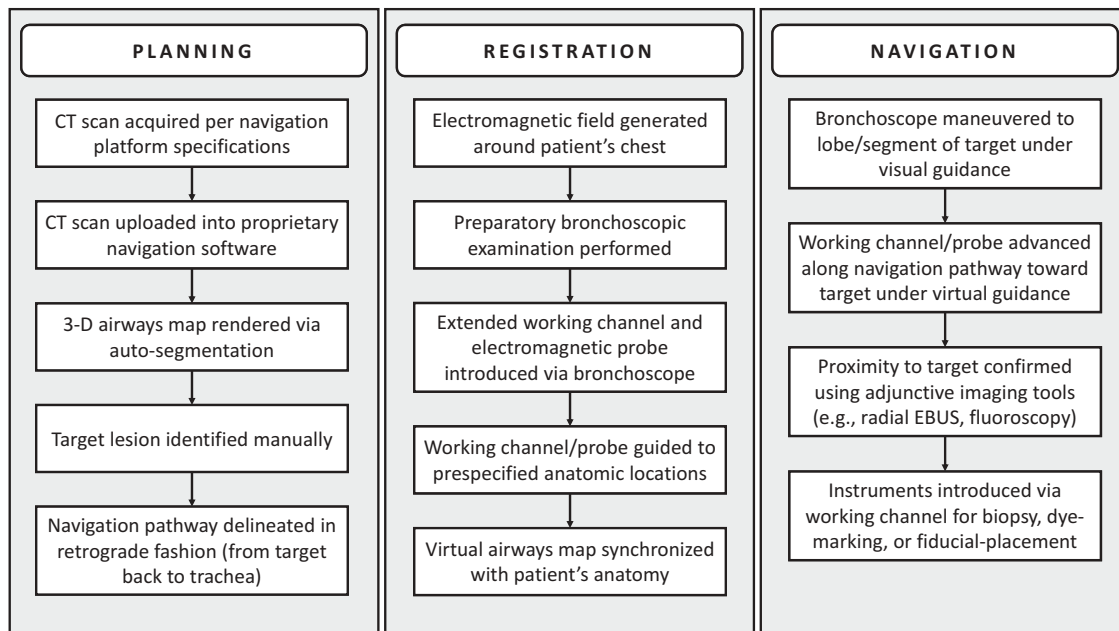 PLANNING
CT scan acquired per navigation
platform specifications
CT scan uploaded into proprietary
navigation software
3-D airways map rendered via
auto-segmentation
Target lesion identified manually
Navigation pathway delineated in
retrograde fashion (from target
back to trachea)
REGISTRATION
Electromagnetic field generated
around patient’s chest
Preparatory bronchoscopic
examination performed
Extended working channel and
electromagnetic probe
introduced via bronchoscope
Working channel/probe guided to
prespecified anatomic locations
Virtual airways map synchronized
with patient’s anatomy
NAVIGATION
Bronchoscope maneuvered to
lobe/segment of target under
visual guidance
Working channel/probe advanced
along navigation pathway toward
target under virtual guidance
Proximity to target confirmed
using adjunctive imaging tools
(e.g., radial EBUS, fluoroscopy)
Instruments introduced via
working channel for biopsy, dye-
marking, or fiducial-placement